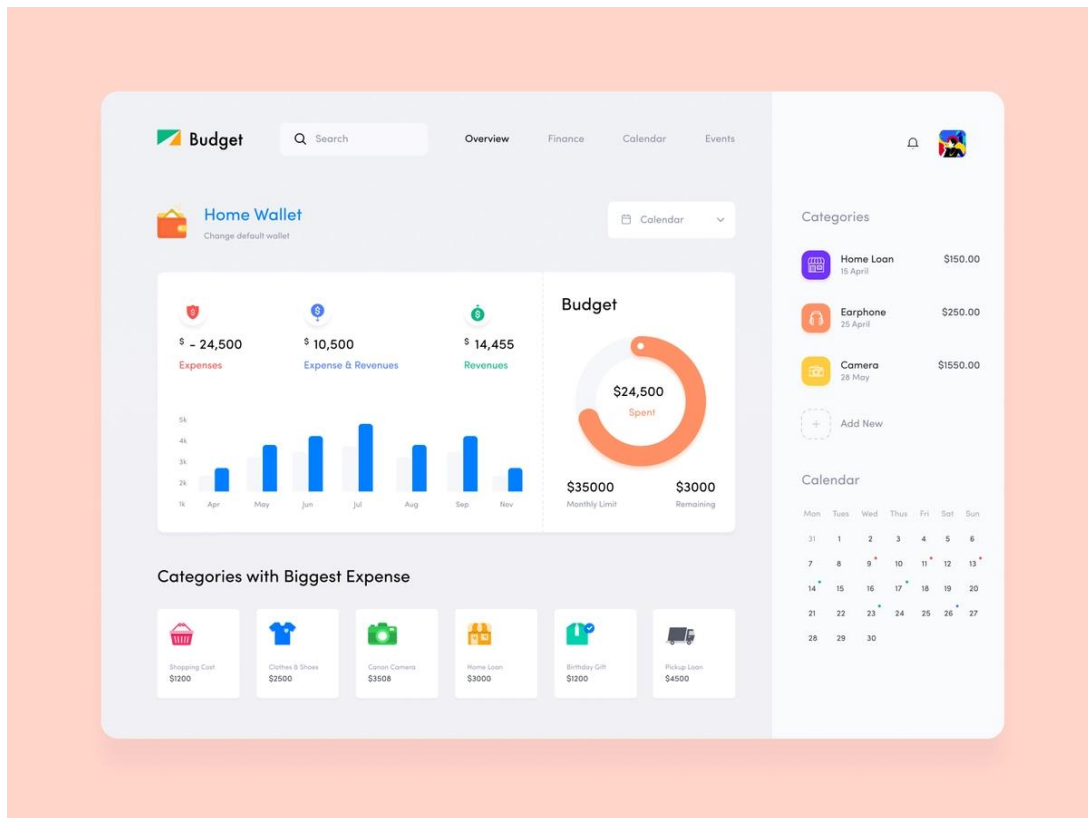 Budget
Search
Overview
Finance
Calendar
Events
Home Wallet
Change default wallet
Calendar
$ - 24,500
Expenses
$ 10,500
Expense & Revenues
$ 14,455
Revenues
5k
4k
3k
2k
1k
Apr May Jun Jul Aug Sep Nov
Budget
$24,500
Spent
$35000
Monthly Limit
$3000
Remaining
Categories with Biggest Expense
Shopping Cost
$1200
Clothes & Shoes
$2500
Canon Camera
$3508
Home Loan
$3000
Birthday Gift
$1200
Pickup Loan
$4500
Categories
Home Loan $150.00
15 April
Earphone $250.00
25 April
Camera $1550.00
28 May
Add New
Calendar
Mon Tues Wed Thus Fri Sat Sun
31 1 2 3 4 5 6
7 8 9 10 11 12 13
14 15 16 17 18 19 20
21 22 23 24 25 26 27
28 29 30